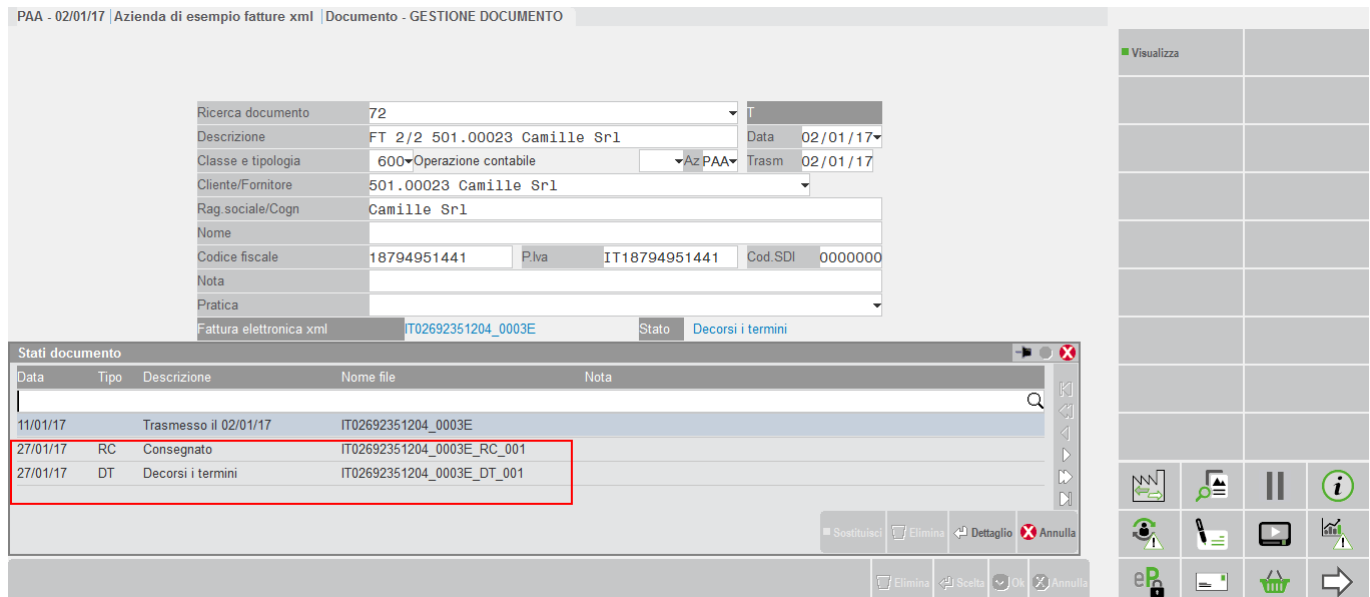 PAA - 02/01/17 | Azienda di esempio fatture xml | Documento - GESTIONE DOCUMENTO
Visualizza
Ricerca documento 72 T
Descrizione FT 2/2 501.00023 Camille Srl Data 02/01/17
Classe e tipologia 600 Operazione contabile Az PAA Trasm 02/01/17
Cliente/Fornitore 501.00023 Camille Srl
Rag.sociale/Cogn Camille Srl
Nome
Codice fiscale 18794951441 P.Iva IT18794951441 Cod.SDI 0000000
Nota
Pratica
Fattura elettronica xml IT02692351204_0003E Stato Decorsi i termini
Stati documento
Data Tipo Descrizione Nome file Nota
11/01/17 Trasmesso il 02/01/17 IT02692351204_0003E
27/01/17 RC Consegnato IT02692351204_0003E_RC_001
27/01/17 DT Decorsi i termini IT02692351204_0003E_DT_001
Sostituisci Elimina Dettaglio Annulla
Elimina Scelta Ok Annulla
eP